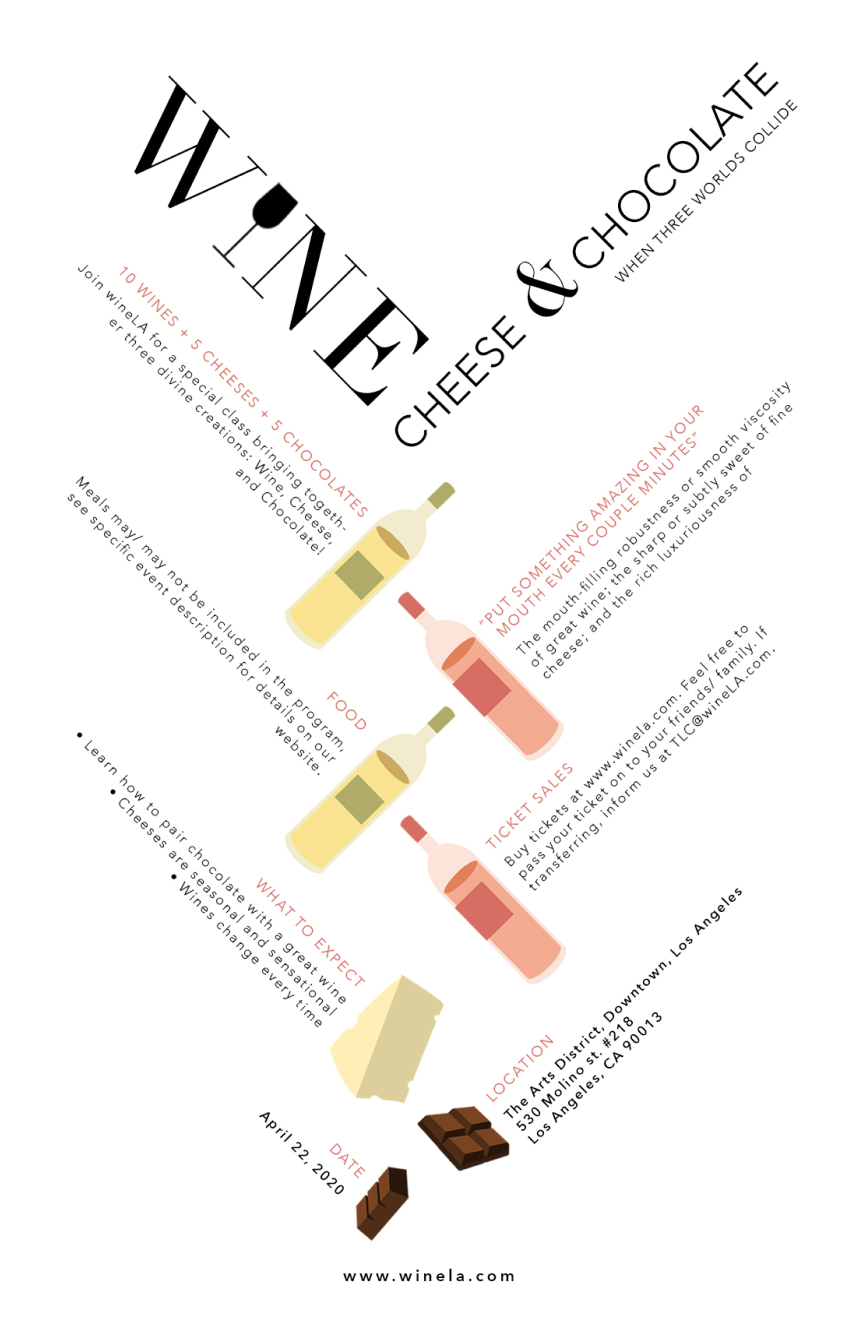 WINE
CHEESE & CHOCOLATE
WHEN THREE WORLDS COLLIDE
10 WINES + 5 CHEESES + 5 CHOCOLATES
Join wineLA for a special class bringing togeth-
er three divine creations: Wine, Cheese,
and Chocolate!
"PUT SOMETHING AMAZING IN YOUR
MOUTH EVERY COUPLE MINUTES"
The mouth-filling robustness or smooth viscosity
of great wine; the sharp or subtly sweet of fine
cheese; and the rich luxuriousness of
FOOD
Meals may/ may not be included in the program,
see specific event description for details on our
website.
TICKET SALES
Buy tickets at www.winela.com. Feel free to
pass your ticket on to your friends/ family. If
transferring, inform us at TLC@wineLA.com.
WHAT TO EXPECT
• Learn how to pair chocolate with a great wine
• Cheeses are seasonal and sensational
• Wines change every time
LOCATION
The Arts District, Downtown, Los Angeles
530 Molino st. #218
Los Angeles, CA 90013
DATE
April 22, 2020
www.winela.com